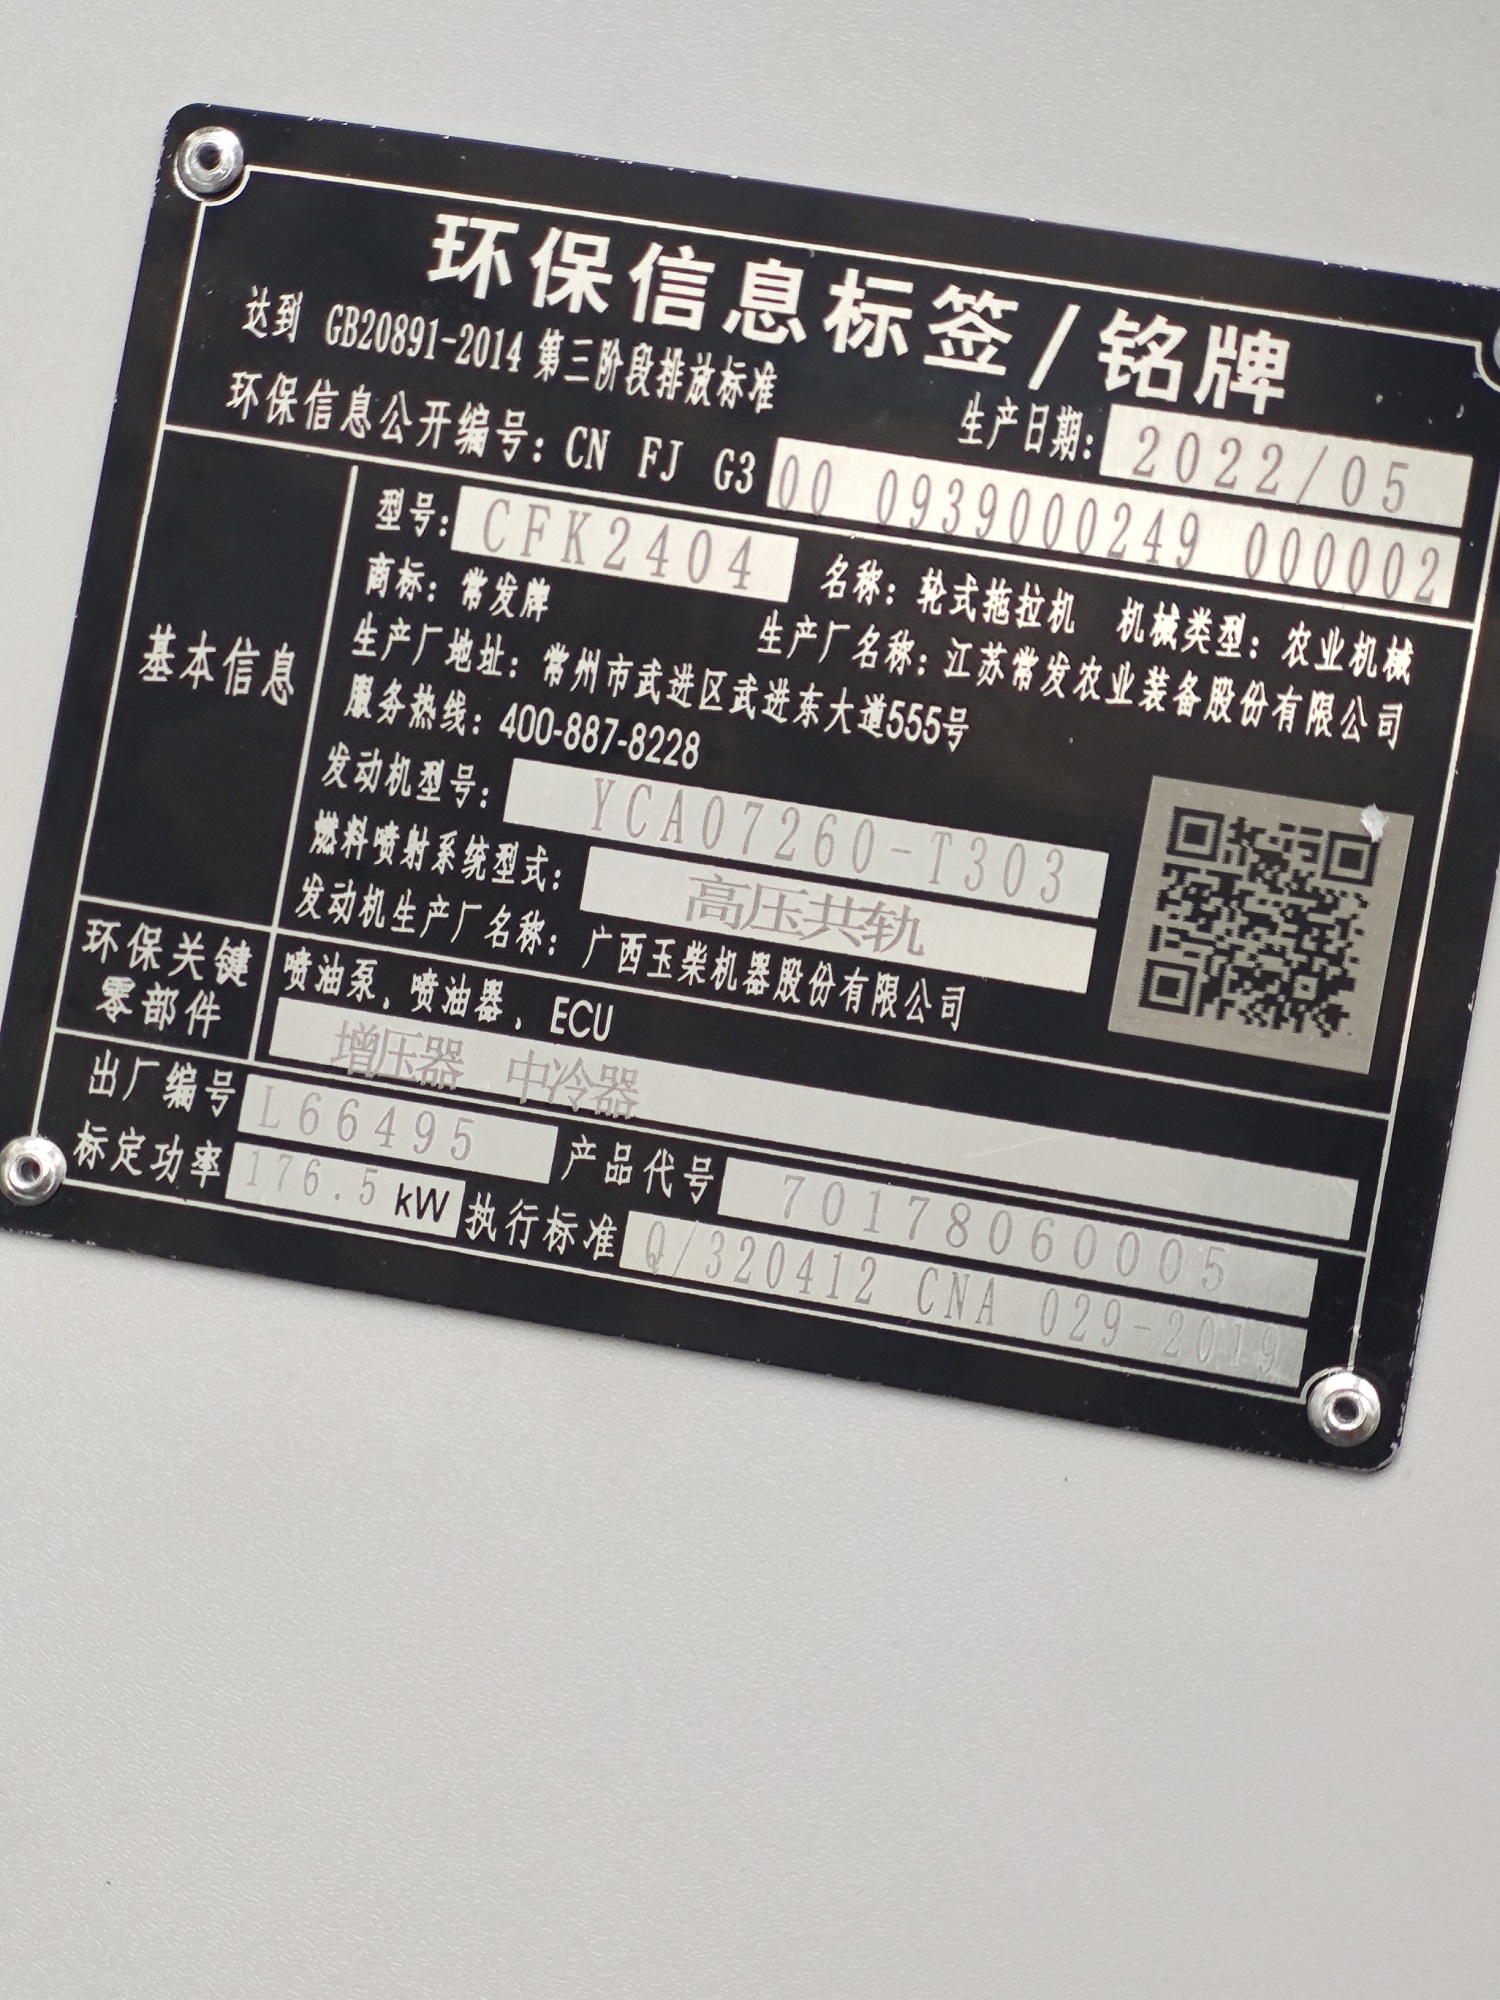 环保信息标签/铭牌
达到 GB20891-2014 第三阶段排放标准 生产日期: 2022/05
环保信息公开编号: CN FJ G3 00 0939000249 000002
基本信息
型号: CFK2404 名称: 轮式拖拉机 机械类型: 农业机械
商标: 常发牌 生产厂名称: 江苏常发农业装备股份有限公司
生产厂地址: 常州市武进区武进东大道555号
服务热线: 400-887-8228
发动机型号: YCA07260-T303
燃料喷射系统型式: 高压共轨
发动机生产厂名称: 广西玉柴机器股份有限公司
环保关键
零部件
喷油泵, 喷油器, ECU
增压器 中冷器
出厂编号 L66495 产品代号 70178060005
标定功率 176.5 kW 执行标准 Q/320412 CNA 029-2019